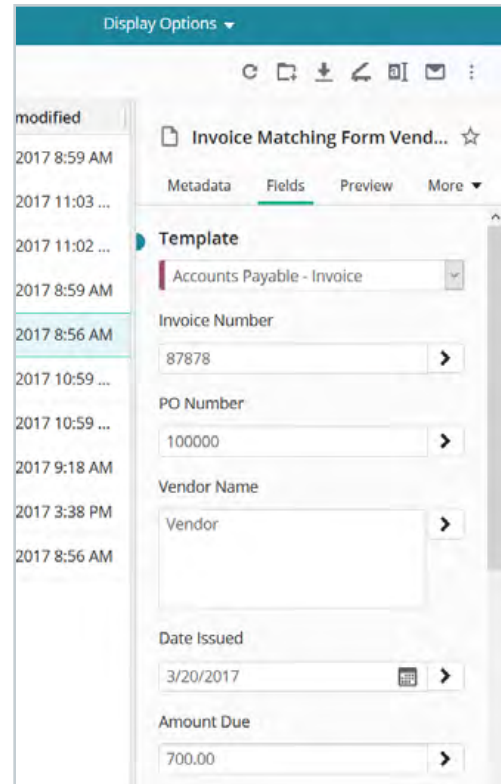 Display Options
modified
2017 8:59 AM
2017 11:03 ...
2017 11:02 ...
2017 8:59 AM
2017 8:56 AM
2017 10:59 ...
2017 10:59 ...
2017 9:18 AM
2017 3:38 PM
2017 8:56 AM
Invoice Matching Form Vend...
Metadata Fields Preview More
Template
Accounts Payable - Invoice
Invoice Number
87878
PO Number
100000
Vendor Name
Vendor
Date Issued
3/20/2017
Amount Due
700.00